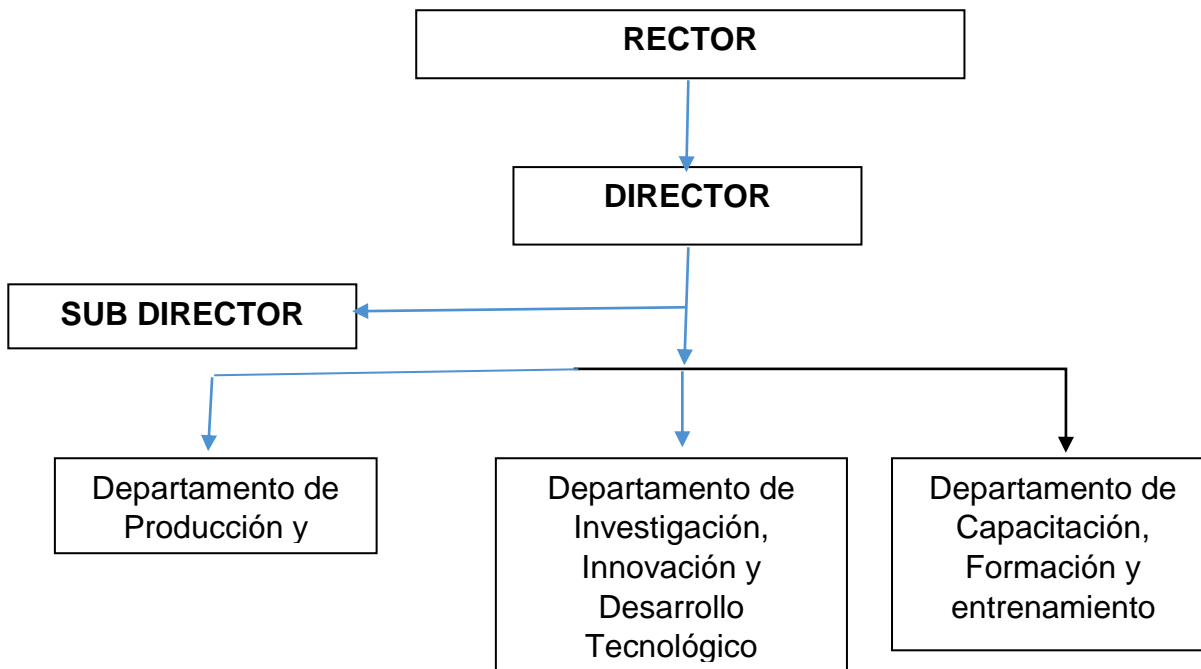 RECTOR
DIRECTOR
SUB DIRECTOR
Departamento de
Producción y
Departamento de
Investigación,
Innovación y
Desarrollo
Tecnológico
Departamento de
Capacitación,
Formación y
entrenamiento